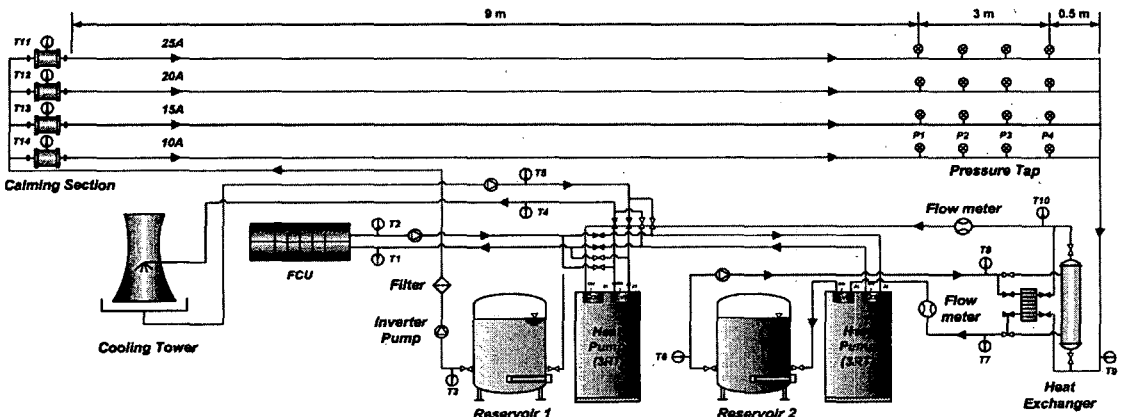 9 m
3 m
0.5 m
T11
25A
T12
20A
T13
15A
P1
P2
P3
P4
T14
10A
Calming Section
Pressure Tap
T5
T4
T10
Flow meter
T2
T1
FCU
T8
Filter
Flow
meter
Inverter
Pump
Heat
Pump
(3RT)
Heat
Pump
(3RT)
Cooling Tower
T3
T6
T7
T9
Reservoir 1
Reservoir 2
Heat
Exchanger